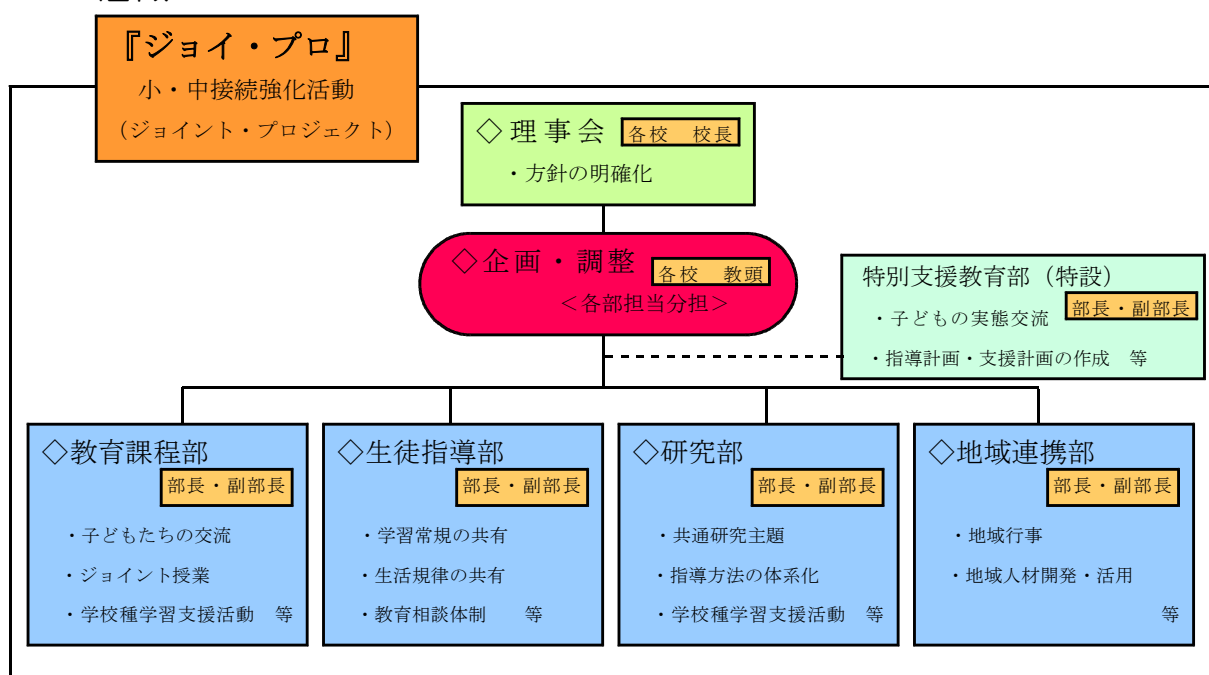 『ジョイ・プロ』
小・中接続強化活動
（ジョイント・プロジェクト）
◇理事会 各校 校長
・方針の明確化
◇企画・調整 各校 教頭
＜各部担当分担＞
特別支援教育部（特設）
部長・副部長
・子どもの実態交流
・指導計画・支援計画の作成 等
◇教育課程部
部長・副部長
・子どもたちの交流
・ジョイント授業
・学校種学習支援活動 等
◇生徒指導部
部長・副部長
・学習常規の共有
・生活規律の共有
・教育相談体制 等
◇研究部
部長・副部長
・共通研究主題
・指導方法の体系化
・学校種学習支援活動 等
◇地域連携部
部長・副部長
・地域行事
・地域人材開発・活用
等